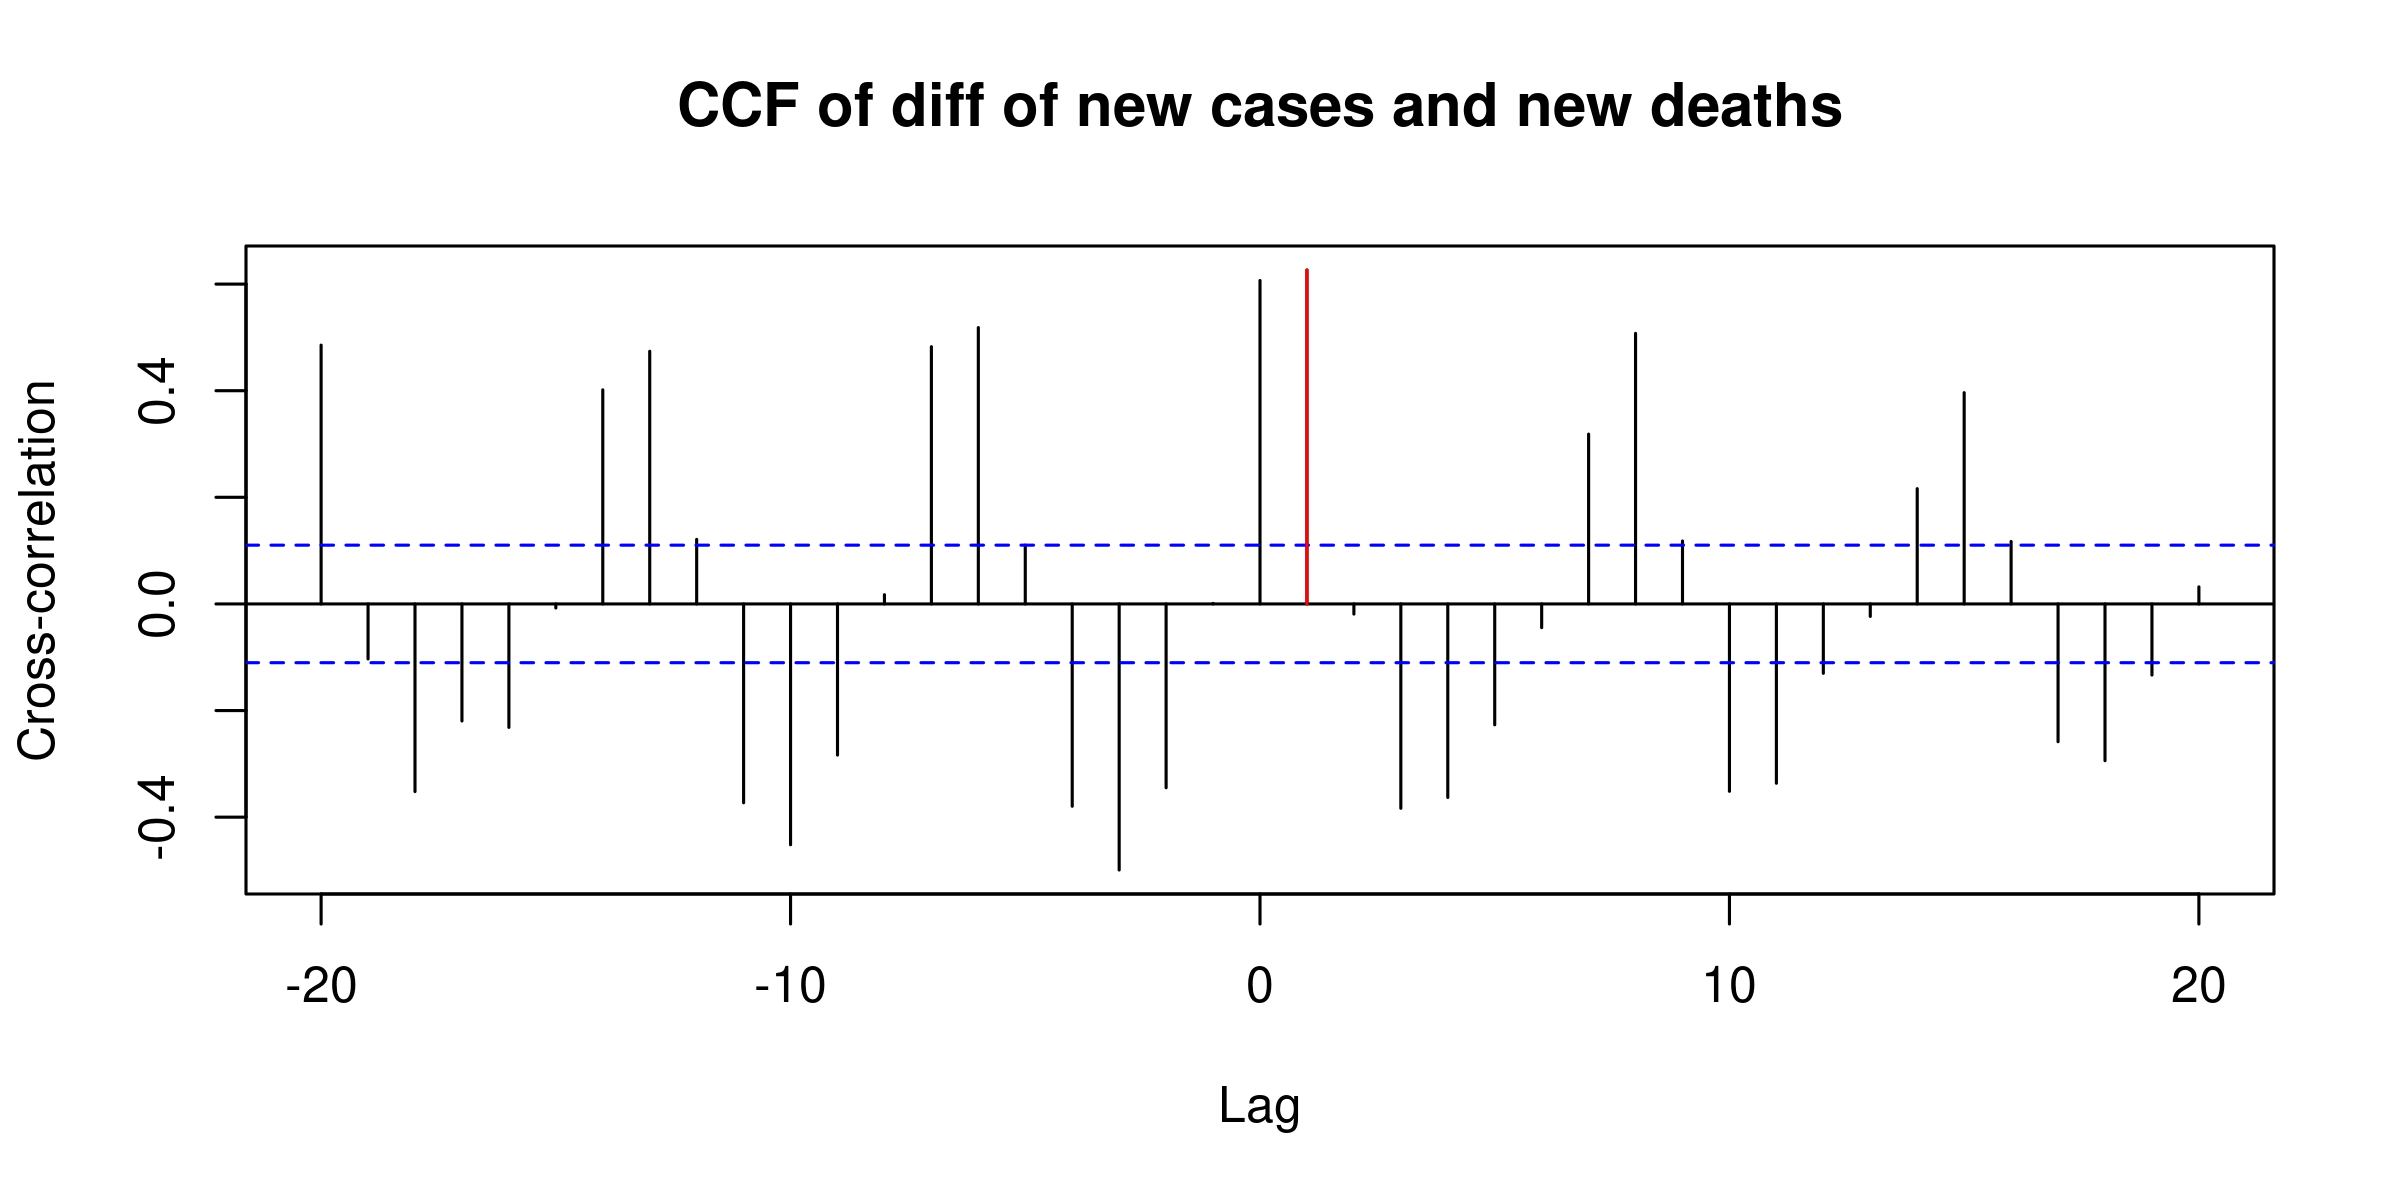 CCF of diff of new cases and new deaths
Cross-correlation
0.4
0.0
-0.4
-20 -10 0 10 20
Lag